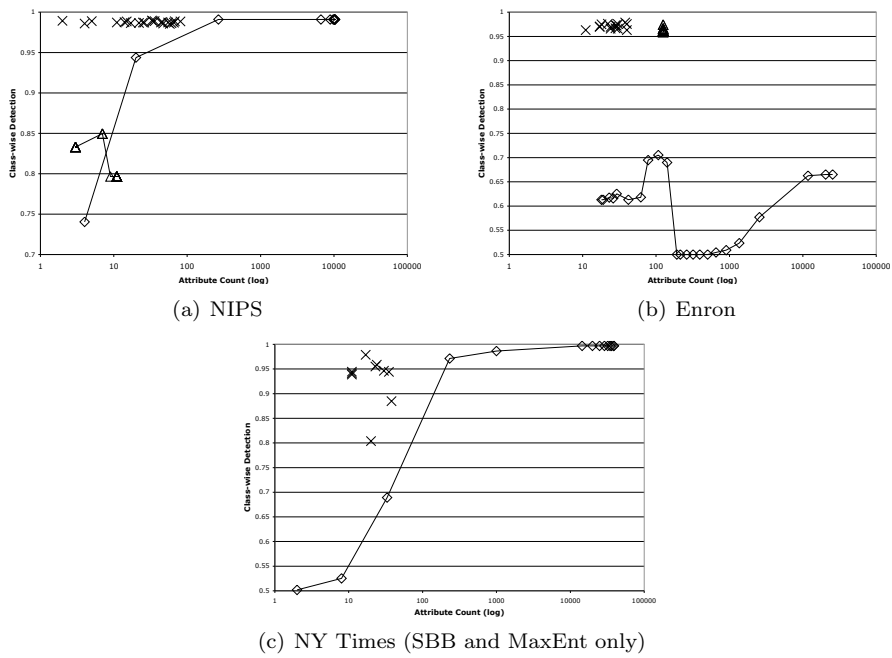 1
0.95
0.9
0.85
0.8
0.75
0.7
Class-wise Detection
1 10 100 1000 10000 100000
Attribute Count (log)
(a) NIPS
1
0.95
0.9
0.85
0.8
0.75
0.7
0.65
0.6
0.55
0.5
Class-wise Detection
1 10 100 1000 10000 100000
Attribute Count (log)
(b) Enron
1
0.95
0.9
0.85
0.8
0.75
0.7
0.65
0.6
0.55
0.5
Class-wise Detection
1 10 100 1000 10000 100000
Attribute Count (log)
(c) NY Times (SBB and MaxEnt only)